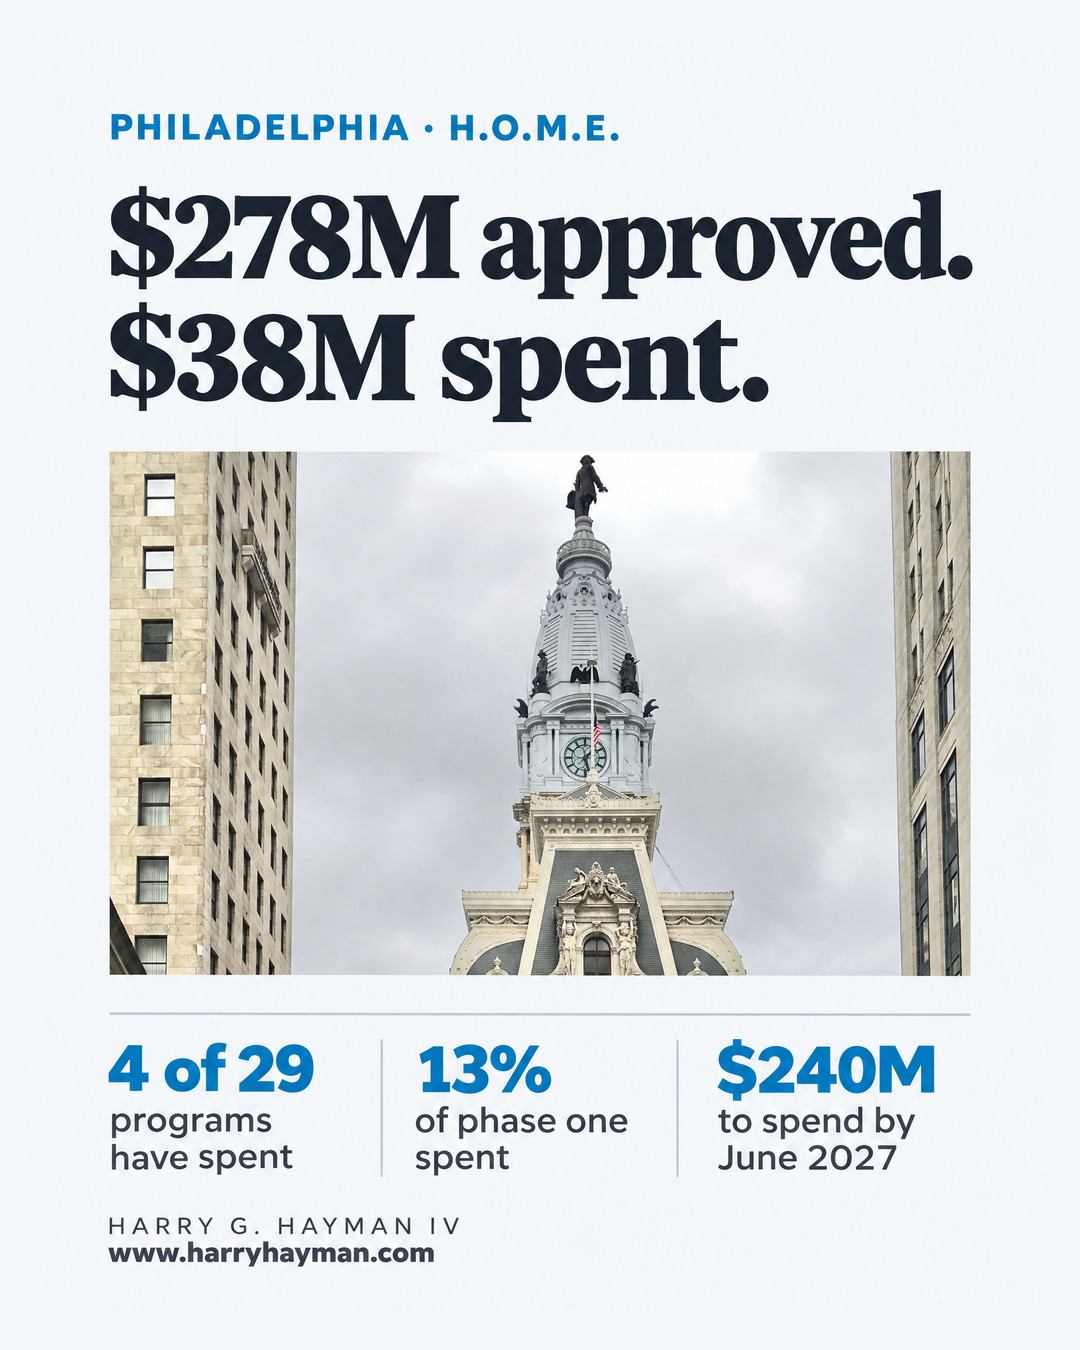 PHILADELPHIA · H.O.M.E.
$278M approved.
$38M spent.
4 of 29
programs
have spent
13%
of phase one
spent
$240M
to spend by
June 2027
HARRY G. HAYMAN IV
www.harryhayman.com